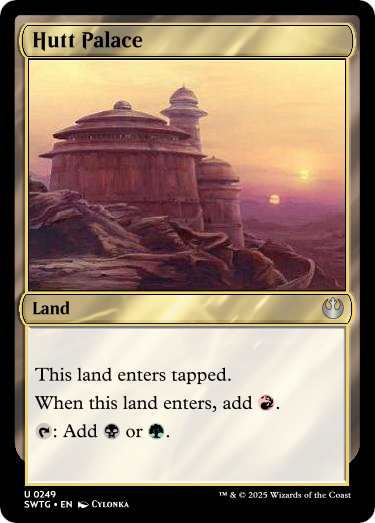 Hutt Palace
Land
This land enters tapped.
When this land enters, add {R}.
{T}: Add {B} or {G}.
U 0249
SWTG • EN Cylonka
™ & © 2025 Wizards of the Coast